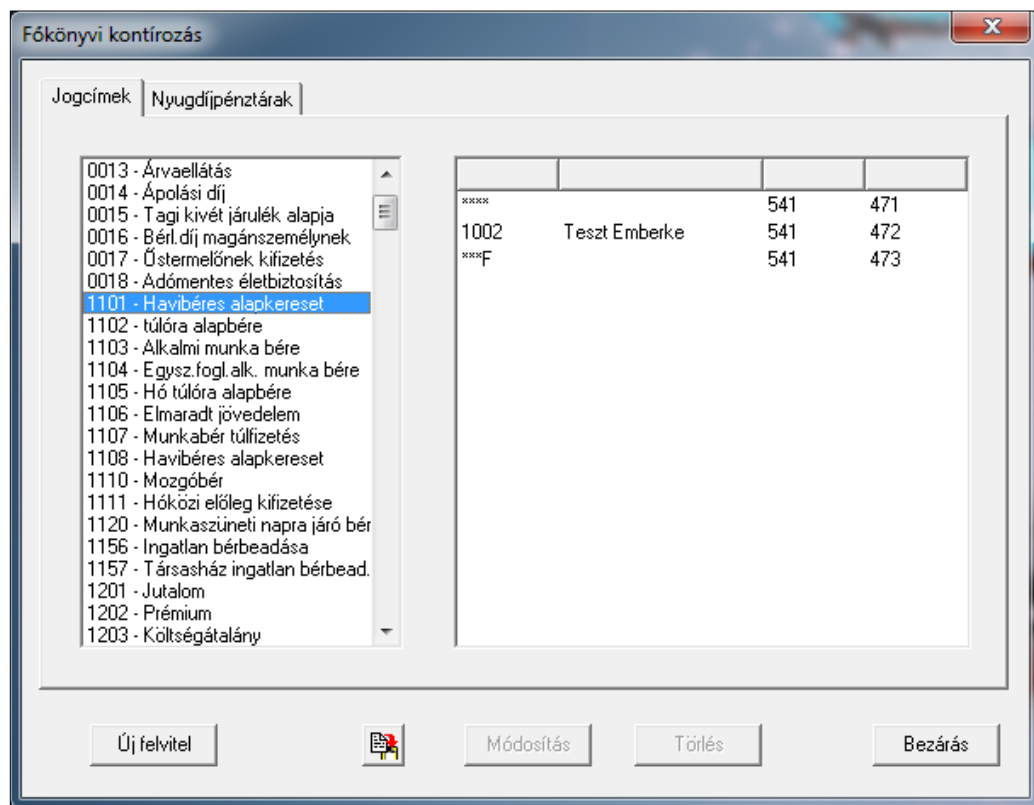 Főkönyvi kontírozás
Jogcímek
Nyugdíjpénztárak
0013 - Árvaellátás
0014 - Ápolási díj
0015 - Tagi kivét járulék alapja
0016 - Bérl.díj magánszemélynek
0017 - Őstermelőnek kifizetés
0018 - Adómentes életbiztosítás
1101 - Havibéres alapkereset
1102 - túlóra alapbére
1103 - Alkalmi munka bére
1104 - Egysz.fogl.alk. munka bére
1105 - Hó túlóra alapbére
1106 - Elmaradt jövedelem
1107 - Munkabér túlfizetés
1108 - Havibéres alapkereset
1110 - Mozgóbér
1111 - Hóközi előleg kifizetése
1120 - Munkaszüneti napra járó bér
1156 - Ingatlan bérbeadása
1157 - Társasház ingatlan bérbead.
1201 - Jutalom
1202 - Prémium
1203 - Költségátalány
**** 541 471
1002 Teszt Emberke 541 472
***F 541 473
Új felvitel
Módosítás
Törlés
Bezárás